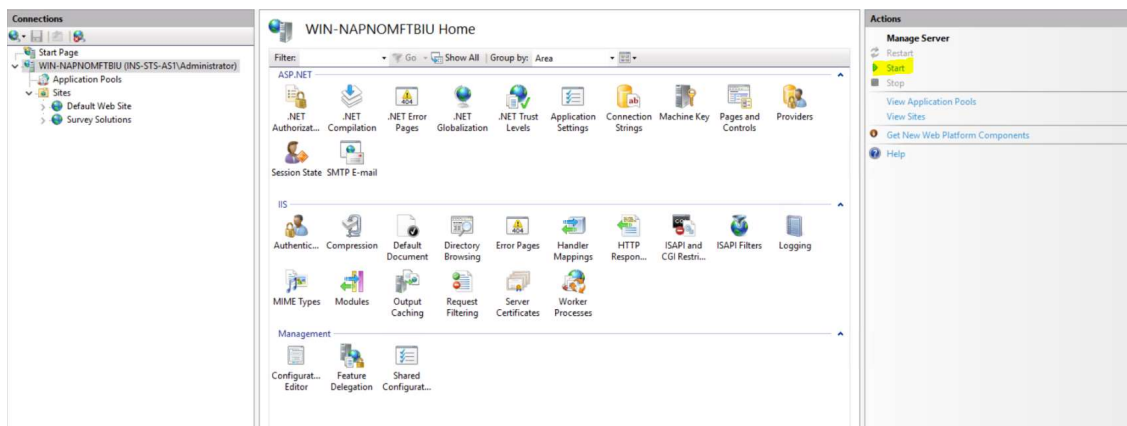 Connections
Start Page
WIN-NAPNOMFTBIU (INS-STS-AS1\Administrator)
Application Pools
Sites
Default Web Site
Survey Solutions
WIN-NAPNOMFTBIU Home
Filter: Go Show All Group by: Area
ASP.NET
.NET Authorizat...
.NET Compilation
.NET Error Pages
.NET Globalization
.NET Trust Levels
Application Settings
Connection Strings
Machine Key
Pages and Controls
Providers
Session State
SMTP E-mail
IIS
Authentic...
Compression
Default Document
Directory Browsing
Error Pages
Handler Mappings
HTTP Respon...
ISAPI and CGI Restri...
ISAPI Filters
Logging
MIME Types
Modules
Output Caching
Request Filtering
Server Certificates
Worker Processes
Management
Configurat... Editor
Feature Delegation
Shared Configurat...
Actions
Manage Server
Restart
Start
Stop
View Application Pools
View Sites
Get New Web Platform Components
Help